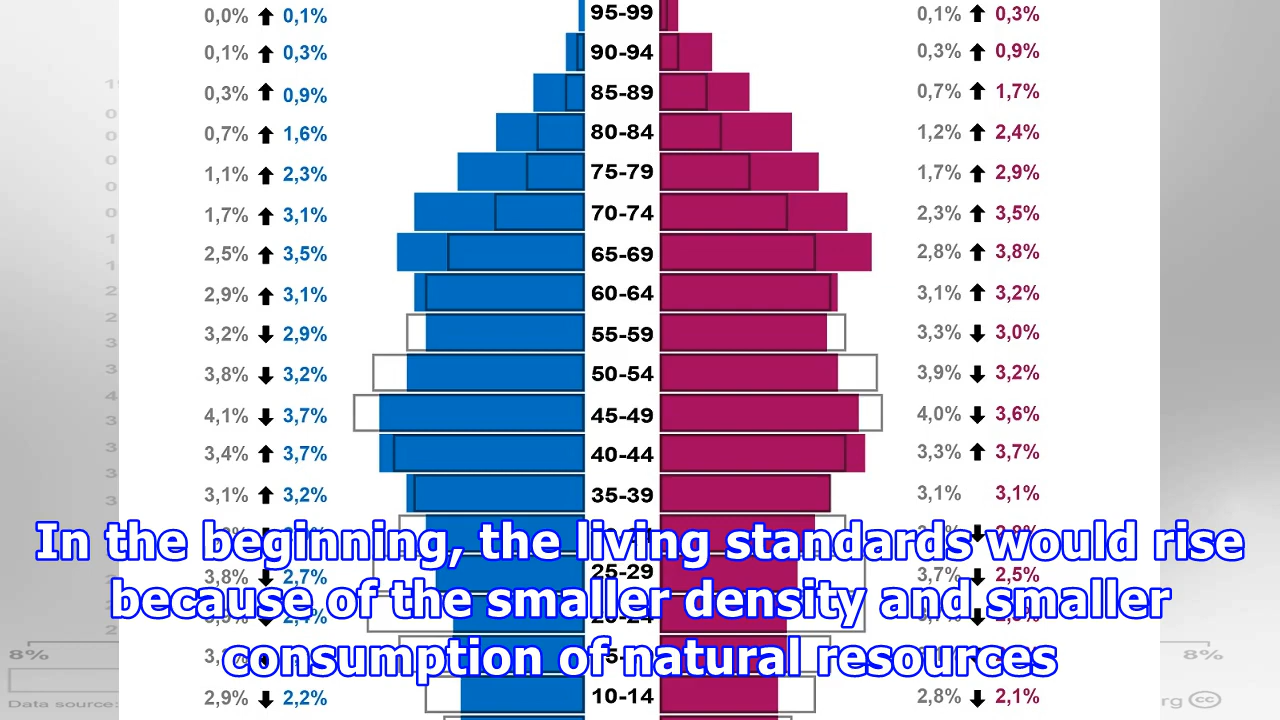 0,0% 0,1% 95-99 0,1% 0,3%
0,1% 0,3% 90-94 0,3% 0,9%
0,3% 0,9% 85-89 0,7% 1,7%
0,7% 1,6% 80-84 1,2% 2,4%
1,1% 2,3% 75-79 1,7% 2,9%
1,7% 3,1% 70-74 2,3% 3,5%
2,5% 3,5% 65-69 2,8% 3,8%
2,9% 3,1% 60-64 3,1% 3,2%
3,2% 2,9% 55-59 3,3% 3,0%
3,8% 3,2% 50-54 3,9% 3,2%
4,1% 3,7% 45-49 4,0% 3,6%
3,4% 3,7% 40-44 3,3% 3,7%
3,1% 3,2% 35-39 3,1% 3,1%
In the beginning, the living standards would rise
3,8% 2,7% 25-29 3,7% 2,5%
because of the smaller density and smaller
8% 8%
consumption of natural resources
2,9% 2,2% 10-14 2,8% 2,1%
Data source: rg cc